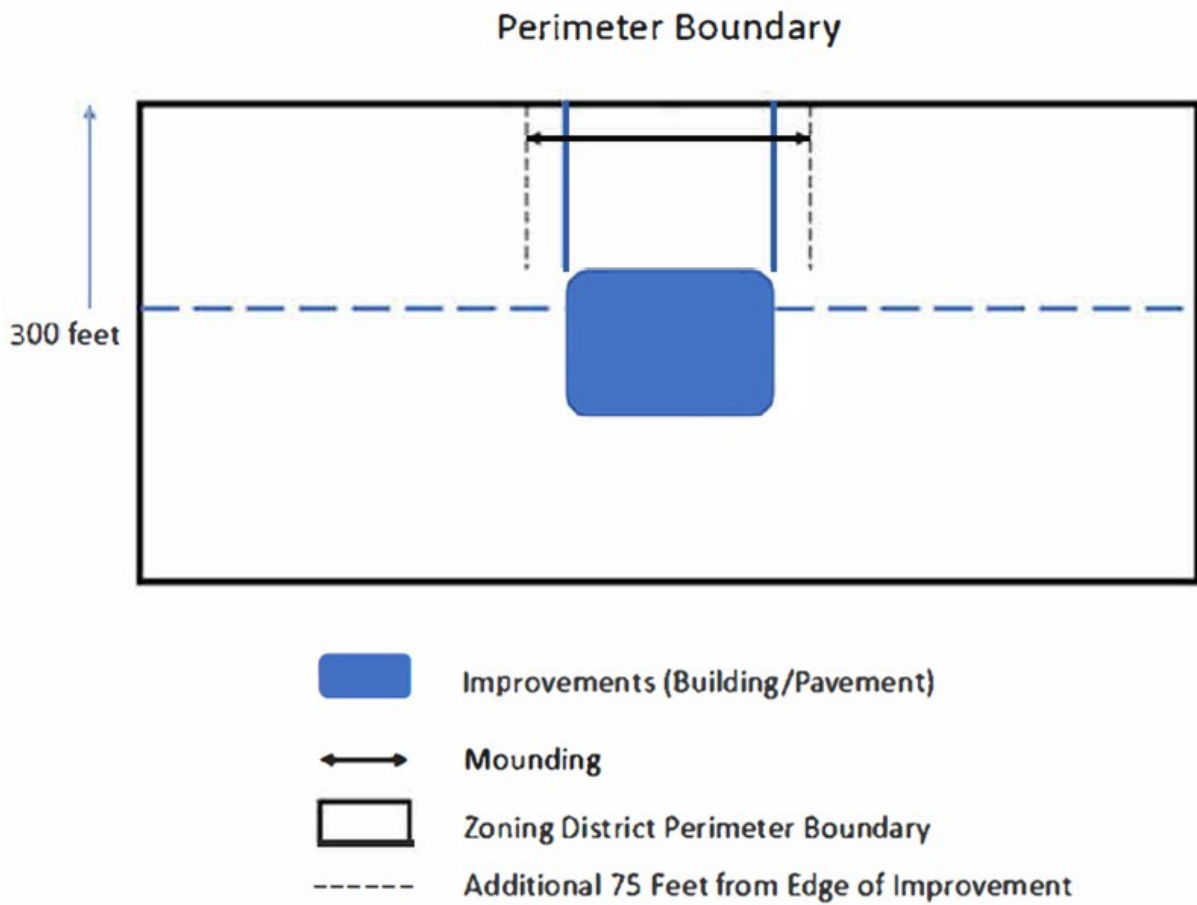 Perimeter Boundary
300 feet
Improvements (Building/Pavement)
Mounding
Zoning District Perimeter Boundary
Additional 75 Feet from Edge of Improvement